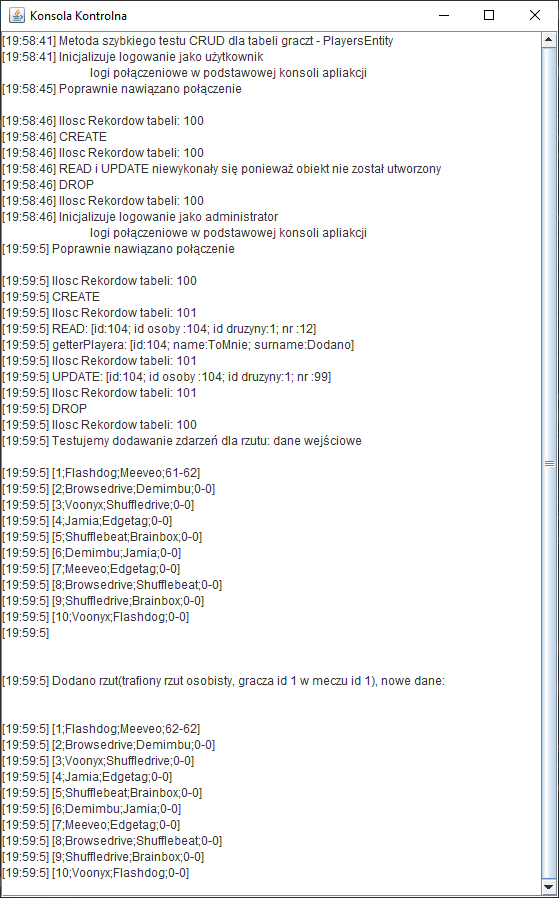 Konsola Kontrolna
[19:58:41] Metoda szybkiego testu CRUD dla tabeli graczt - PlayersEntity
[19:58:41] Inicjalizuje logowanie jako użytkownik
logi połączeniowe w podstawowej konsoli apliakcji
[19:58:45] Poprawnie nawiązano połączenie
[19:58:46] Ilosc Rekordow tabeli: 100
[19:58:46] CREATE
[19:58:46] Ilosc Rekordow tabeli: 100
[19:58:46] READ i UPDATE niewykonały się ponieważ obiekt nie został utworzony
[19:58:46] DROP
[19:58:46] Ilosc Rekordow tabeli: 100
[19:58:46] Inicjalizuje logowanie jako administrator
logi połączeniowe w podstawowej konsoli apliakcji
[19:59:5] Poprawnie nawiązano połączenie
[19:59:5] Ilosc Rekordow tabeli: 100
[19:59:5] CREATE
[19:59:5] Ilosc Rekordow tabeli: 101
[19:59:5] READ: [id:104; id osoby :104; id druzyny:1; nr :12]
[19:59:5] getterPlayera: [id:104; name:ToMnie; surname:Dodano]
[19:59:5] Ilosc Rekordow tabeli: 101
[19:59:5] UPDATE: [id:104; id osoby :104; id druzyny:1; nr :99]
[19:59:5] Ilosc Rekordow tabeli: 101
[19:59:5] DROP
[19:59:5] Ilosc Rekordow tabeli: 100
[19:59:5] Testujemy dodawanie zdarzeń dla rzutu: dane wejściowe
[19:59:5] [1;Flashdog;Meeveo;61-62]
[19:59:5] [2;Browsedrive;Demimbu;0-0]
[19:59:5] [3;Voonyx;Shuffledrive;0-0]
[19:59:5] [4;Jamia;Edgetag;0-0]
[19:59:5] [5;Shufflebeat;Brainbox;0-0]
[19:59:5] [6;Demimbu;Jamia;0-0]
[19:59:5] [7;Meeveo;Edgetag;0-0]
[19:59:5] [8;Browsedrive;Shufflebeat;0-0]
[19:59:5] [9;Shuffledrive;Brainbox;0-0]
[19:59:5] [10;Voonyx;Flashdog;0-0]
[19:59:5]
[19:59:5] Dodano rzut(trafiony rzut osobisty, gracza id 1 w meczu id 1), nowe dane:
[19:59:5] [1;Flashdog;Meeveo;62-62]
[19:59:5] [2;Browsedrive;Demimbu;0-0]
[19:59:5] [3;Voonyx;Shuffledrive;0-0]
[19:59:5] [4;Jamia;Edgetag;0-0]
[19:59:5] [5;Shufflebeat;Brainbox;0-0]
[19:59:5] [6;Demimbu;Jamia;0-0]
[19:59:5] [7;Meeveo;Edgetag;0-0]
[19:59:5] [8;Browsedrive;Shufflebeat;0-0]
[19:59:5] [9;Shuffledrive;Brainbox;0-0]
[19:59:5] [10;Voonyx;Flashdog;0-0]